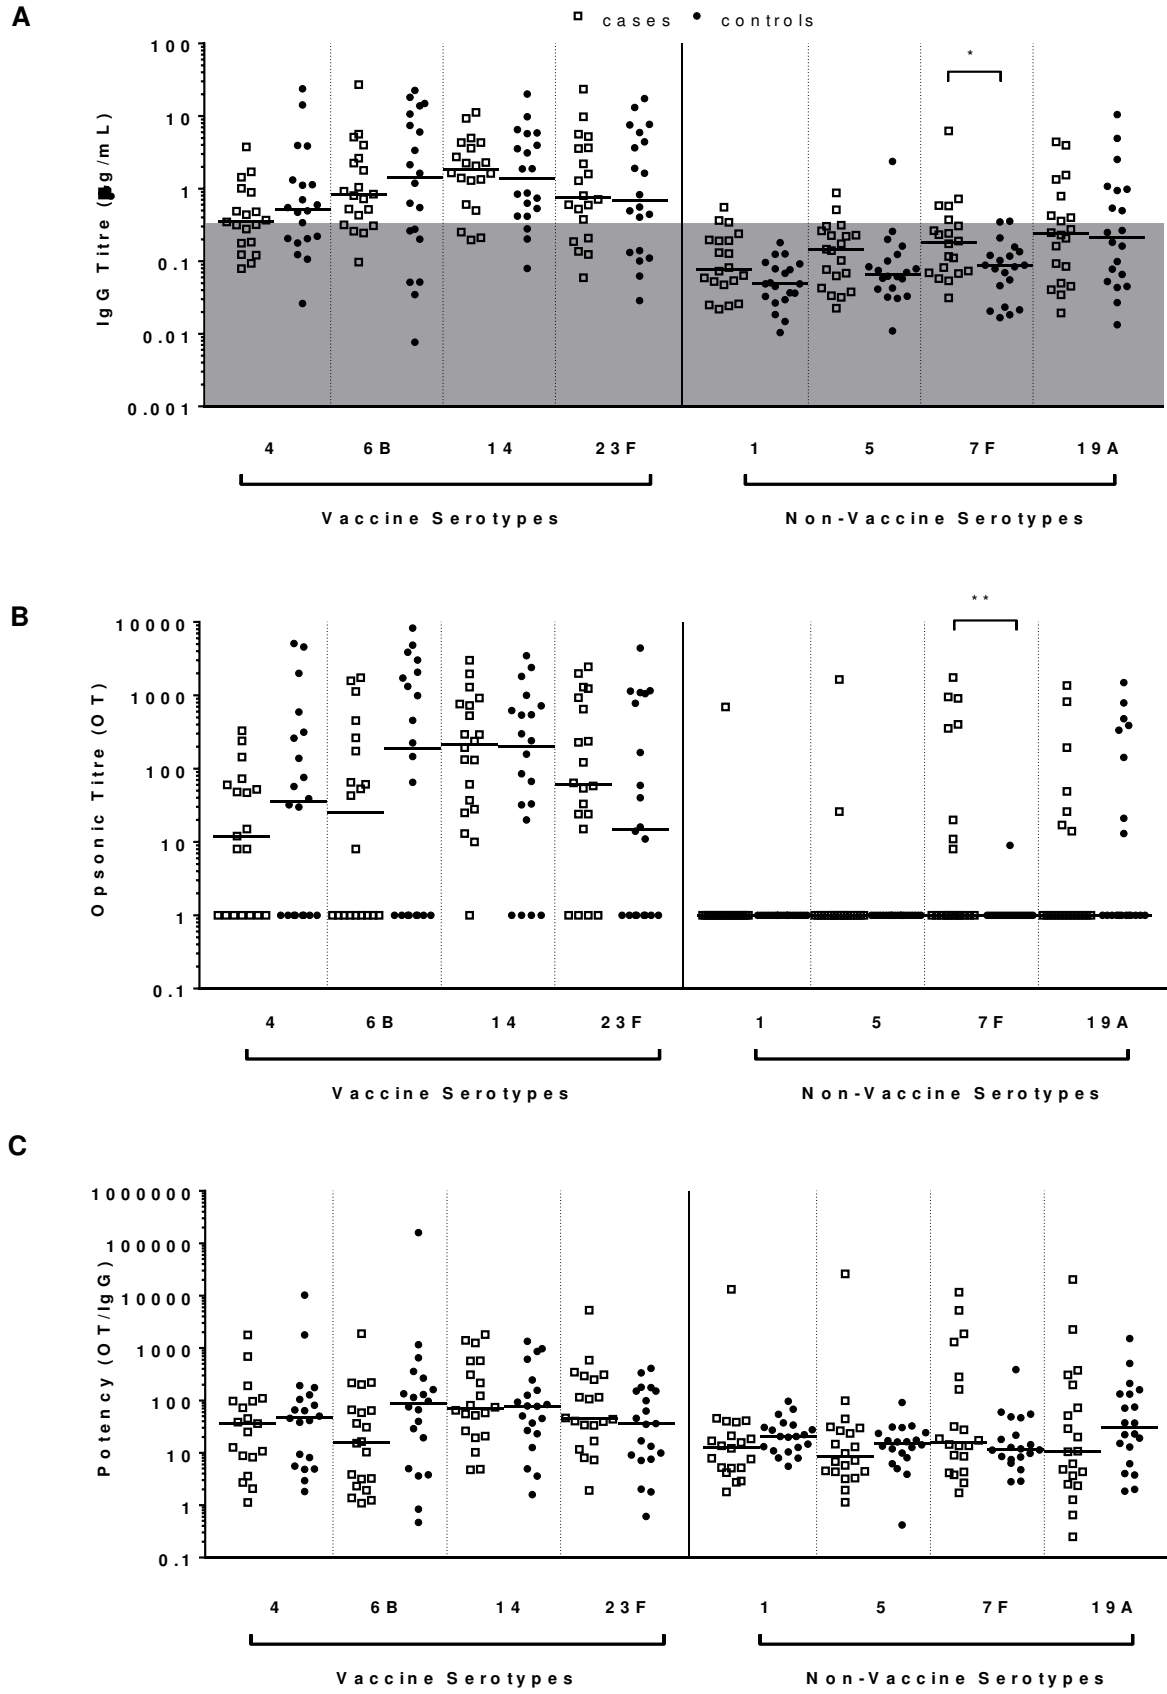 A
cases controls
*
100
10
1
0.1
0.01
0.001
IgG Titre ( g/mL)
4 6B 14 23F 1 5 7F 19A
Vaccine Serotypes Non-Vaccine Serotypes
B
**
10000
1000
100
10
1
0.1
Opsonic Titre (OT)
4 6B 14 23F 1 5 7F 19A
Vaccine Serotypes Non-Vaccine Serotypes
C
1000000
100000
10000
1000
100
10
1
0.1
Potency (OT/IgG)
4 6B 14 23F 1 5 7F 19A
Vaccine Serotypes Non-Vaccine Serotypes